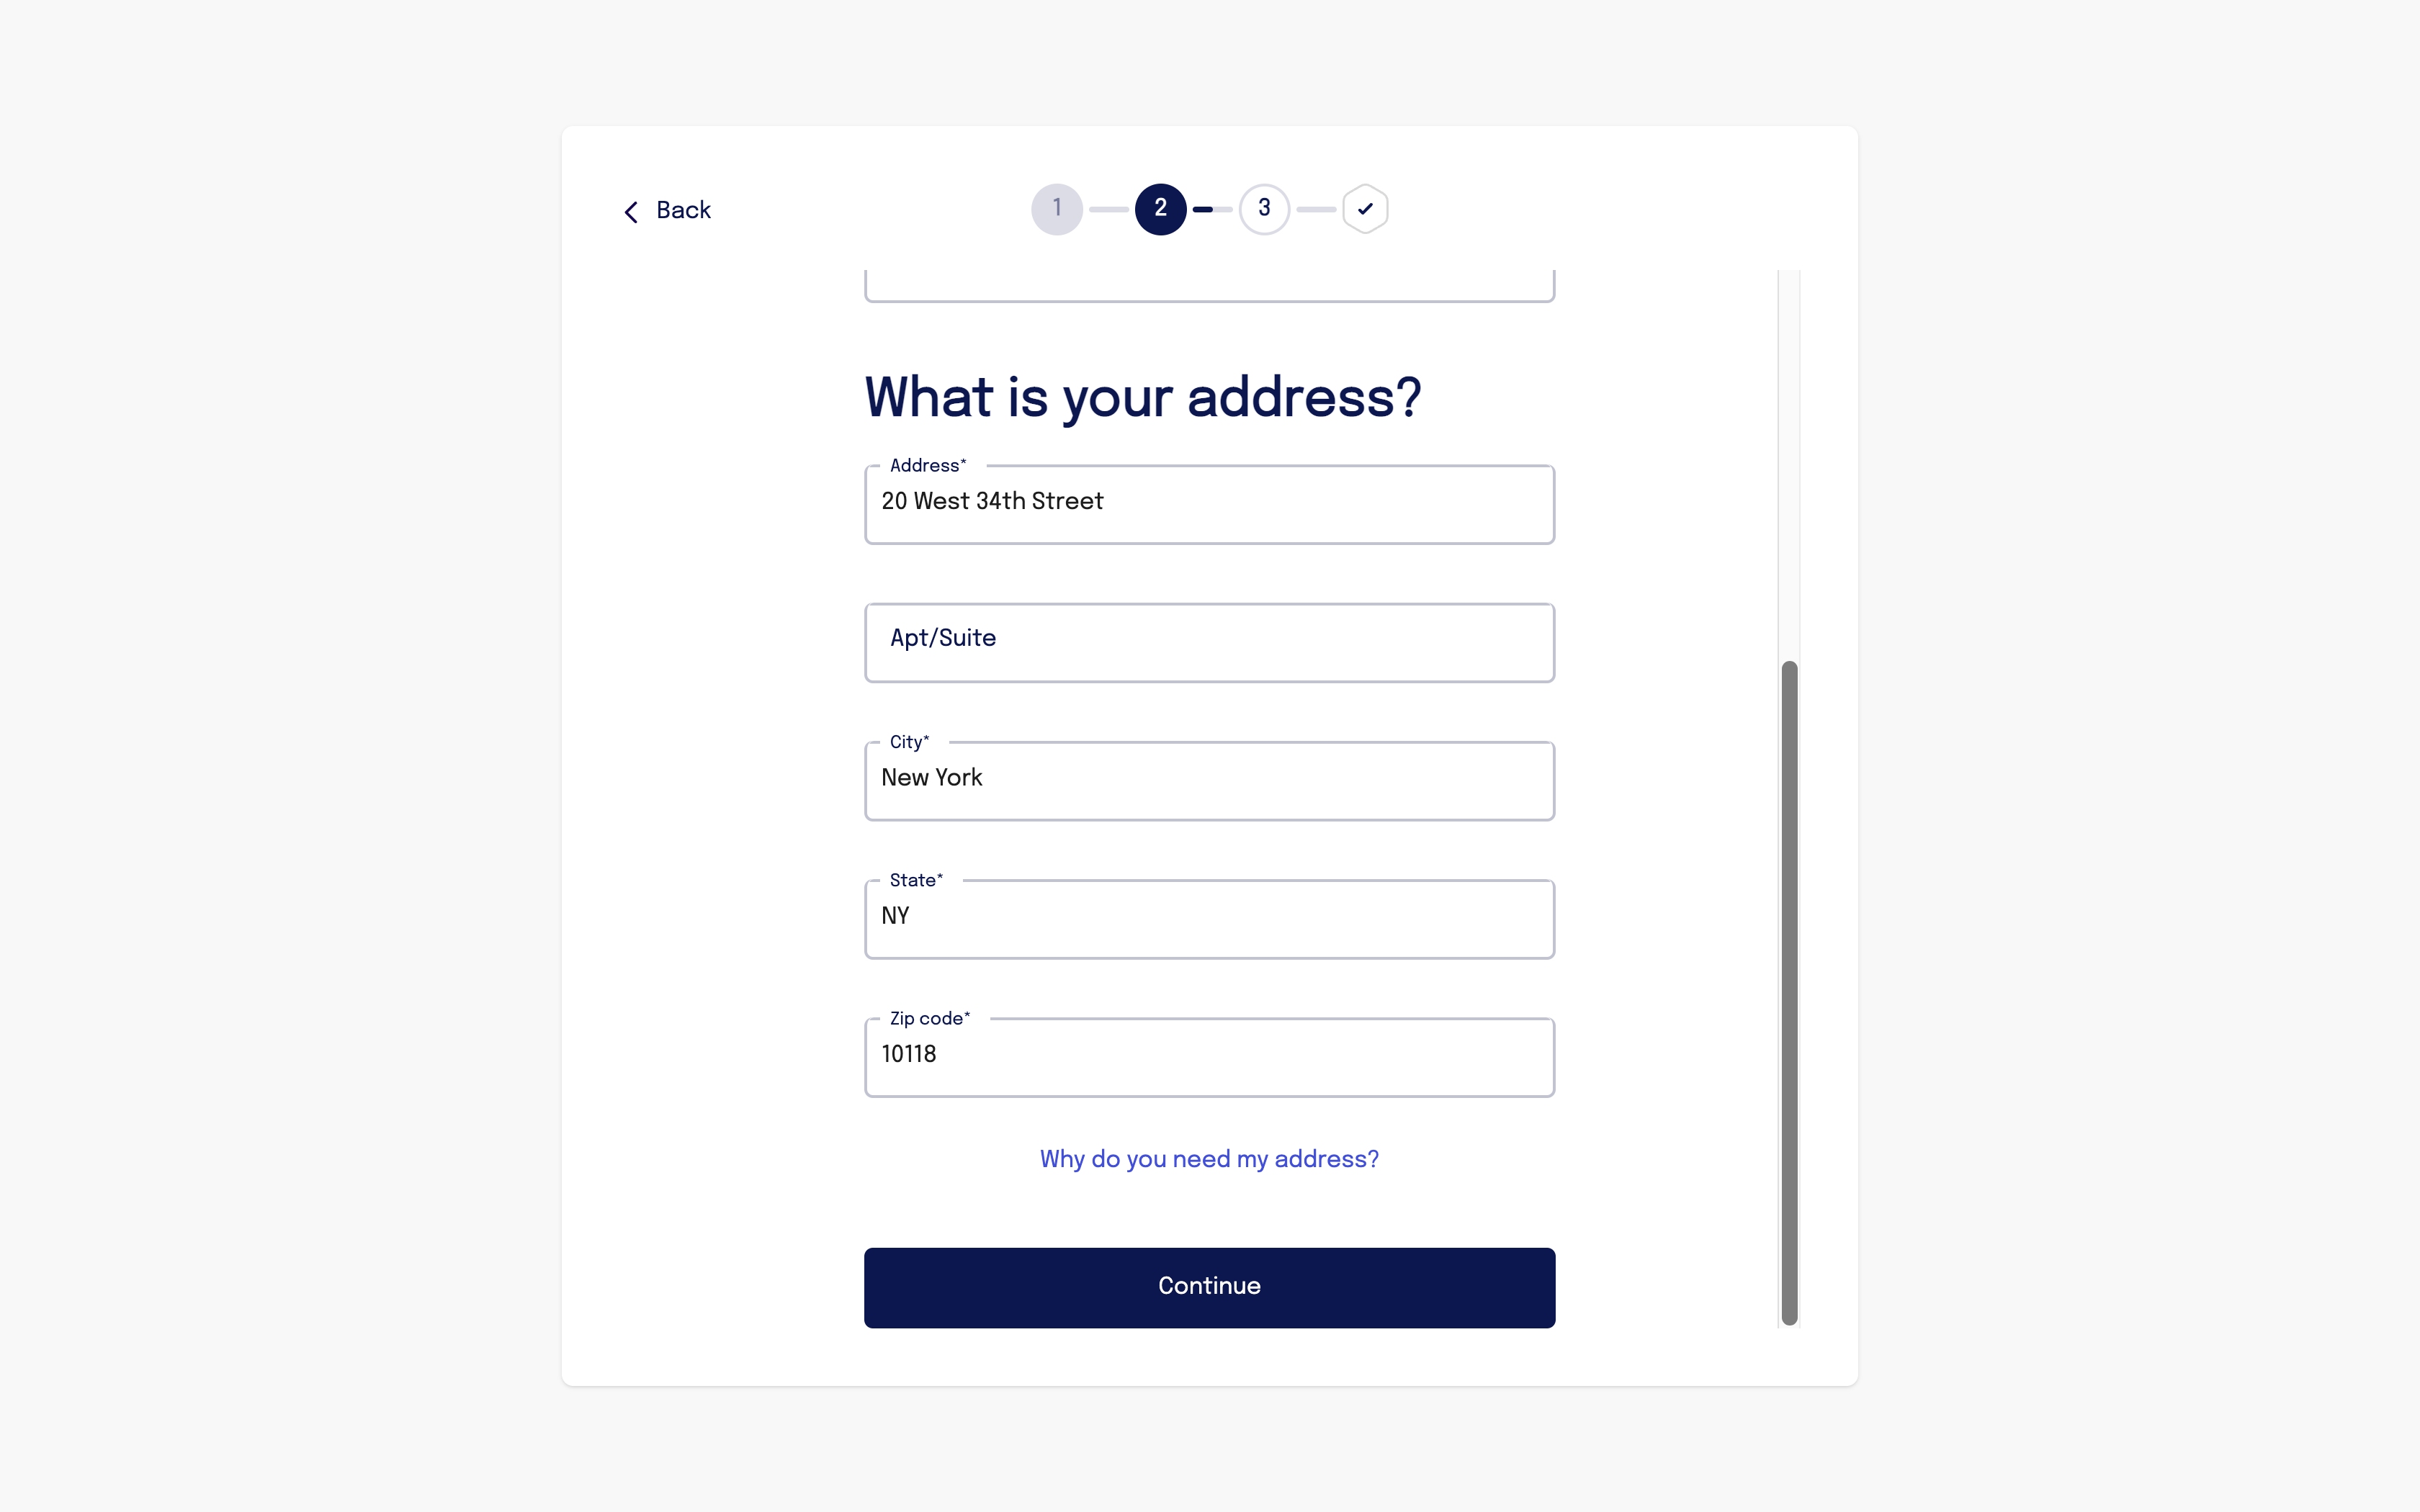 Back
1
2
3
What is your address?
Address*
20 West 34th Street
Apt/Suite
City*
New York
State*
NY
Zip code*
10118
Why do you need my address?
Continue